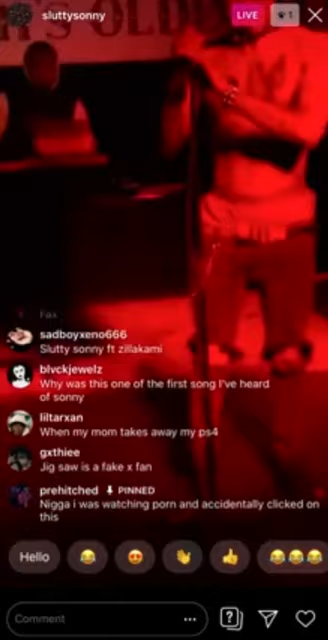 sluttysonny
LIVE
1
R'S OLD
Fax
sadboyxeno666
Slutty sonny ft zillakami
blvckjewelz
Why was this one of the first song I've heard
of sonny
liltarxan
When my mom takes away my ps4
gxthiee
Jig saw is a fake x fan
prehitched PINNED
Nigga i was watching porn and accidentally clicked on
this
Hello
Comment